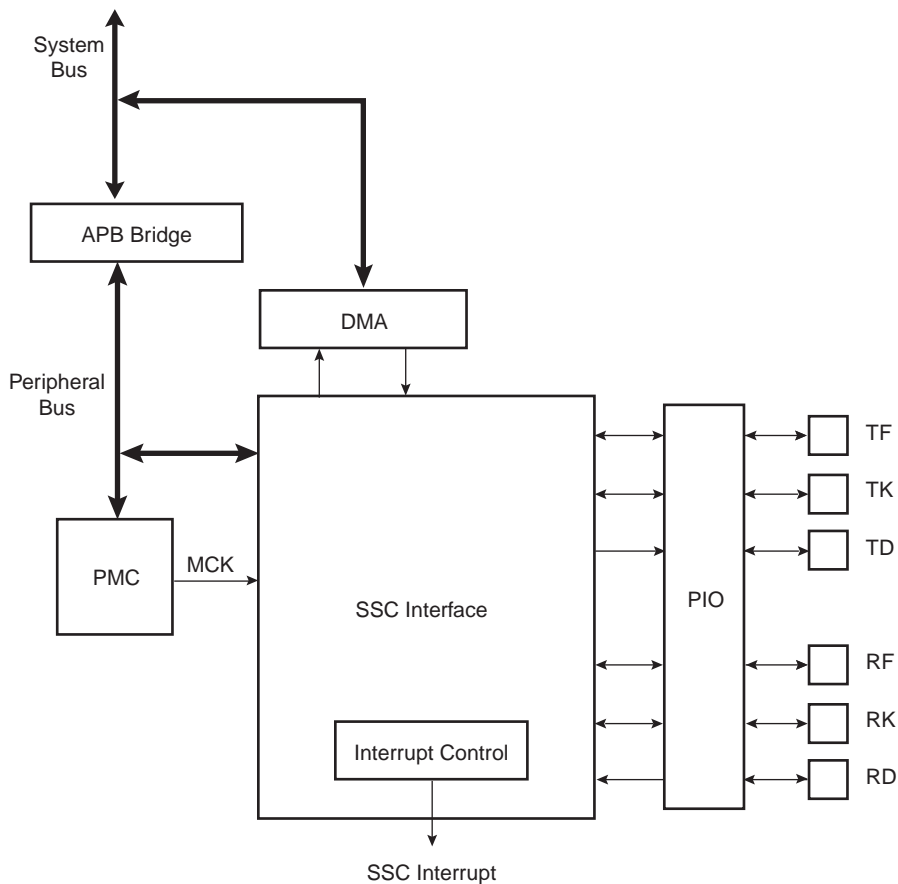 System
Bus
APB Bridge
DMA
Peripheral
Bus
PMC
MCK
SSC Interface
PIO
TF
TK
TD
RF
RK
RD
Interrupt Control
SSC Interrupt